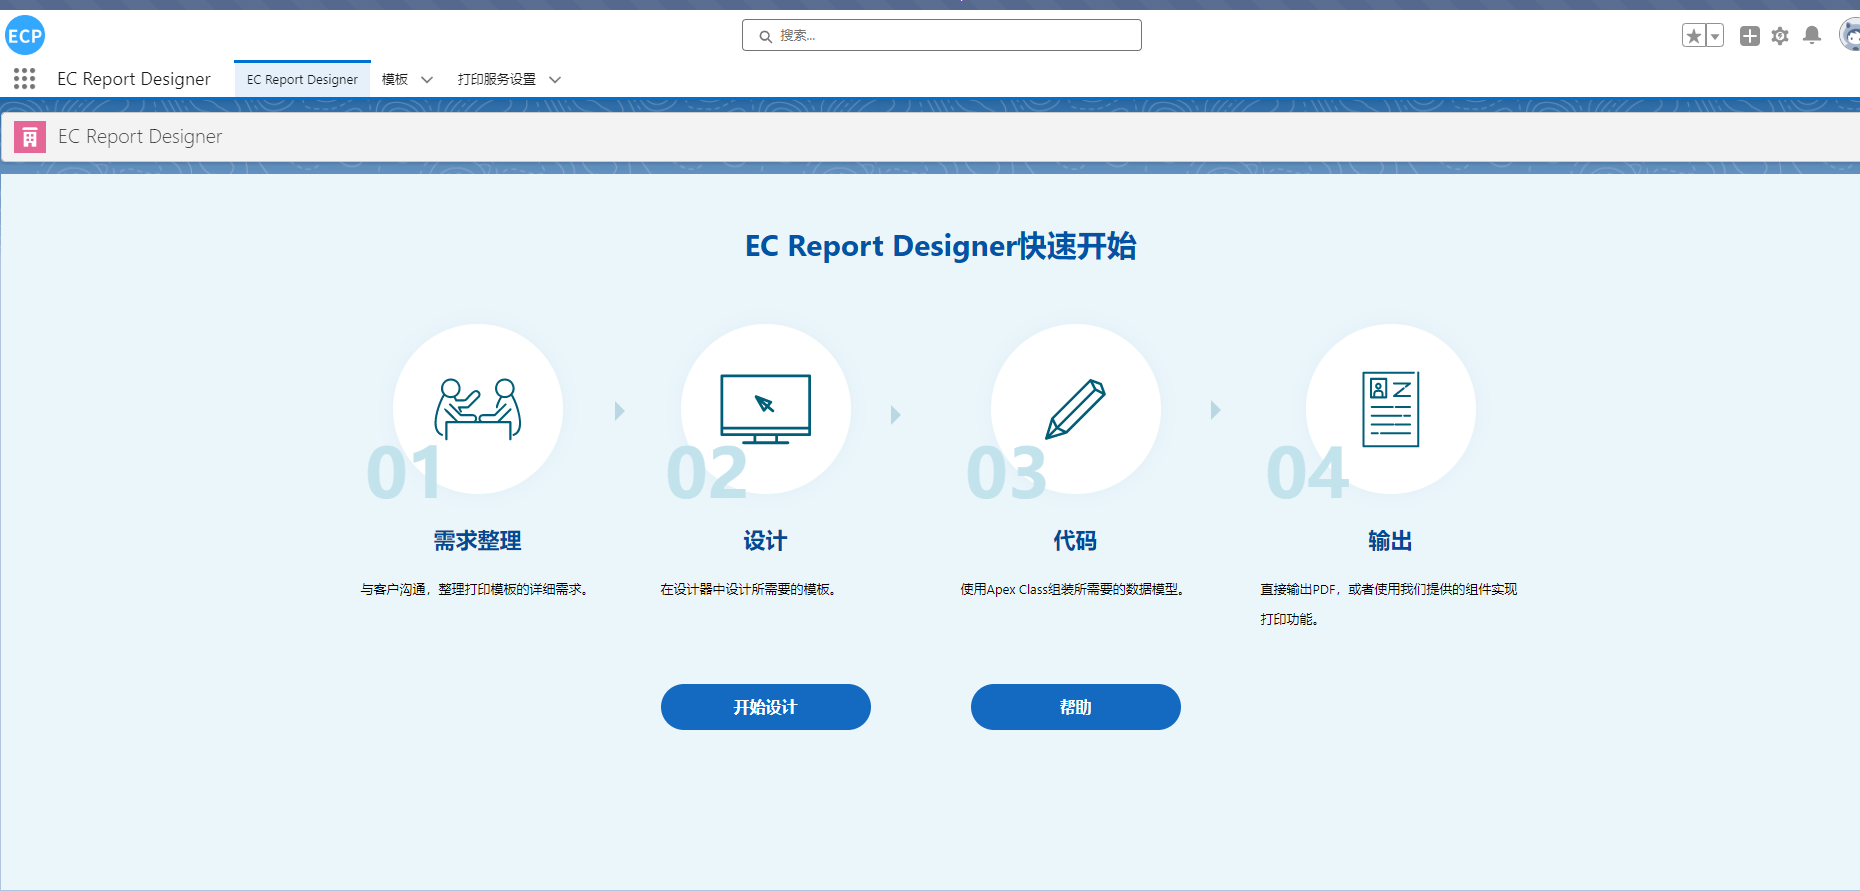 ECP
搜索...
EC Report Designer
EC Report Designer
模板
打印服务设置
EC Report Designer
EC Report Designer快速开始
01
02
03
04
需求整理
设计
代码
输出
与客户沟通，整理打印模板的详细需求。
在设计器中设计所需要的模板。
使用Apex Class组装所需要的数据模型。
直接输出PDF，或者使用我们提供的组件实现
打印功能。
开始设计
帮助